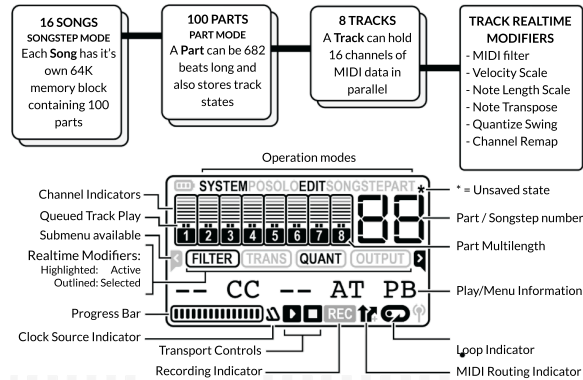 16 SONGS
SONGSTEP MODE
Each Song has it's
own 64K
memory block
containing 100
parts
100 PARTS
PART MODE
A Part can be 682
beats long and
also stores track
states
8 TRACKS
A Track can hold
16 channels of
MIDI data in
parallel
TRACK REALTIME
MODIFIERS
- MIDI filter
- Velocity Scale
- Note Length Scale
- Note Transpose
- Quantize Swing
- Channel Remap
Operation modes
SYSTEMPOSOLOEDITSONGSTEPPART *
* = Unsaved state
Channel Indicators
Queued Track Play
Submenu available
Realtime Modifiers:
Highlighted: Active
Outlined: Selected
Progress Bar
Clock Source Indicator
Transport Controls
Recording Indicator
1 2 3 4 5 6 7 8
88
FILTER TRANS QUANT OUTPUT
-- CC -- AT PB
REC
Part / Songstep number
Part Multilength
Play/Menu Information
Loop Indicator
MIDI Routing Indicator